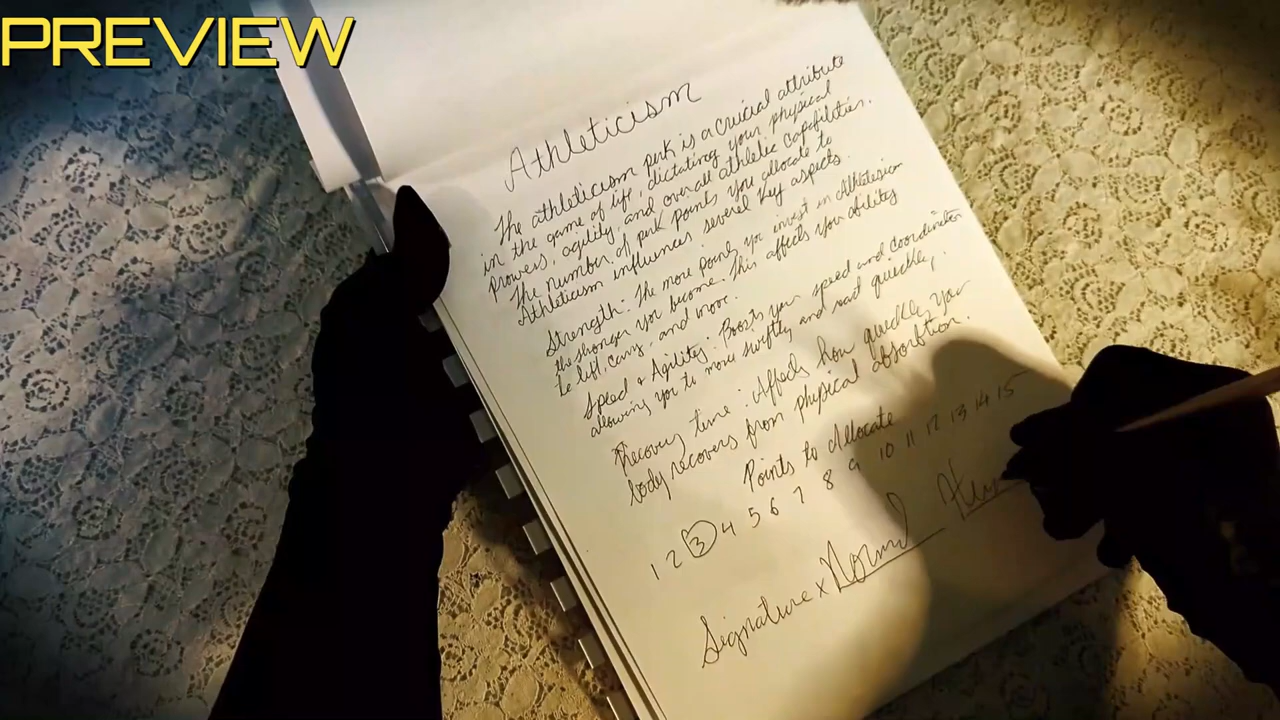 PREVIEW
Athleticism
The athleticism perk is a crucial attribute
in the game of life, dictating your physical
prowess, agility, and overall athletic capabilities.
The number of perk points you allocate to
Athleticism influences several key aspects.
Strength: The more points you invest in Athleticism
the stronger you become. This affects your ability
to lift, carry, and move.
Speed & Agility: Boosts your speed and coordination
allowing you to move swiftly and react quickly.
Recovery time: Affects how quickly your
body recovers from physical absorbtion.
Points to Allocate
1 2 3 4 5 6 7 8 9 10 11 12 13 14 15
Signature x Normal